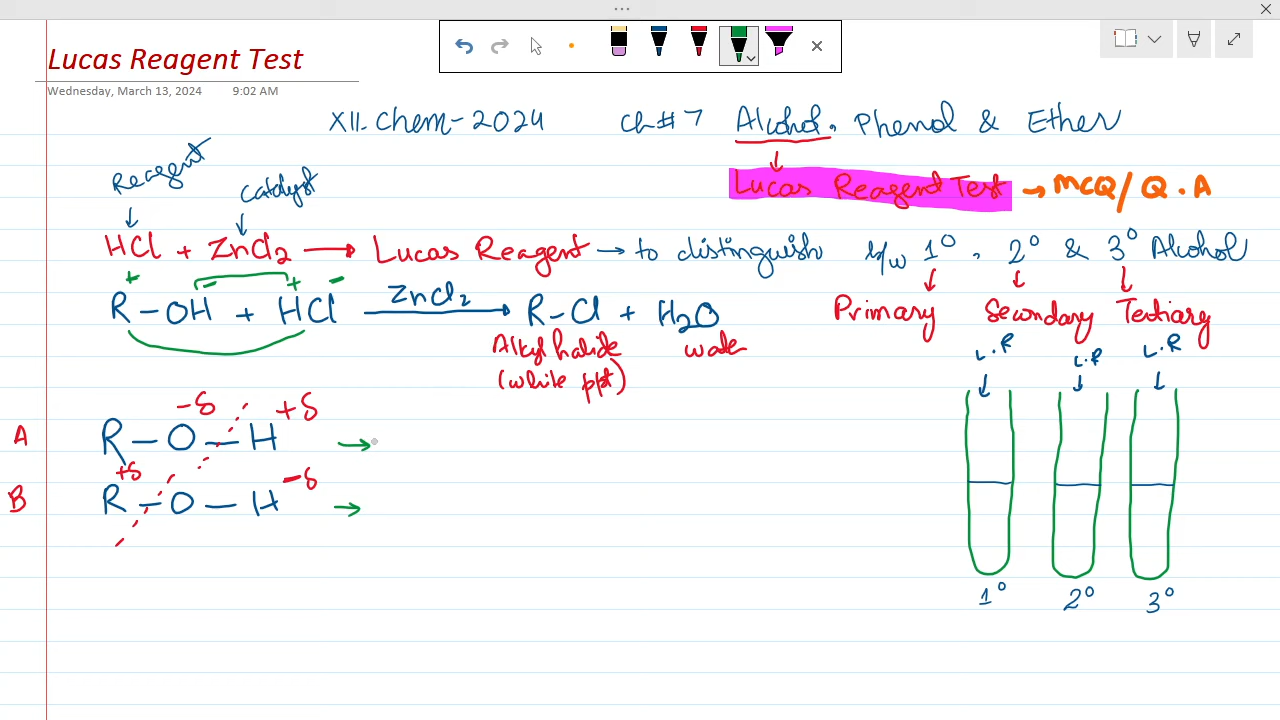 Lucas Reagent Test
Wednesday, March 13, 2024 9:02 AM
XII. Chem-2024 Ch#7 Alcohol, Phenol & Ether
Lucas Reagent Test → MCQ/ Q.A
Reagent
Catalyst
HCl + ZnCl2 → Lucas Reagent → to distinguish b/w 1°, 2° & 3° Alcohol
Primary Secondary Tertiary
+ - + -
R-OH + HCl ZnCl2→ R-Cl + H2O
Alkyl halide
(white ppt)
water
L.R L.R L.R
-δ +δ
A R-O-H →
+δ -δ
B R-O-H →
1° 2° 3°